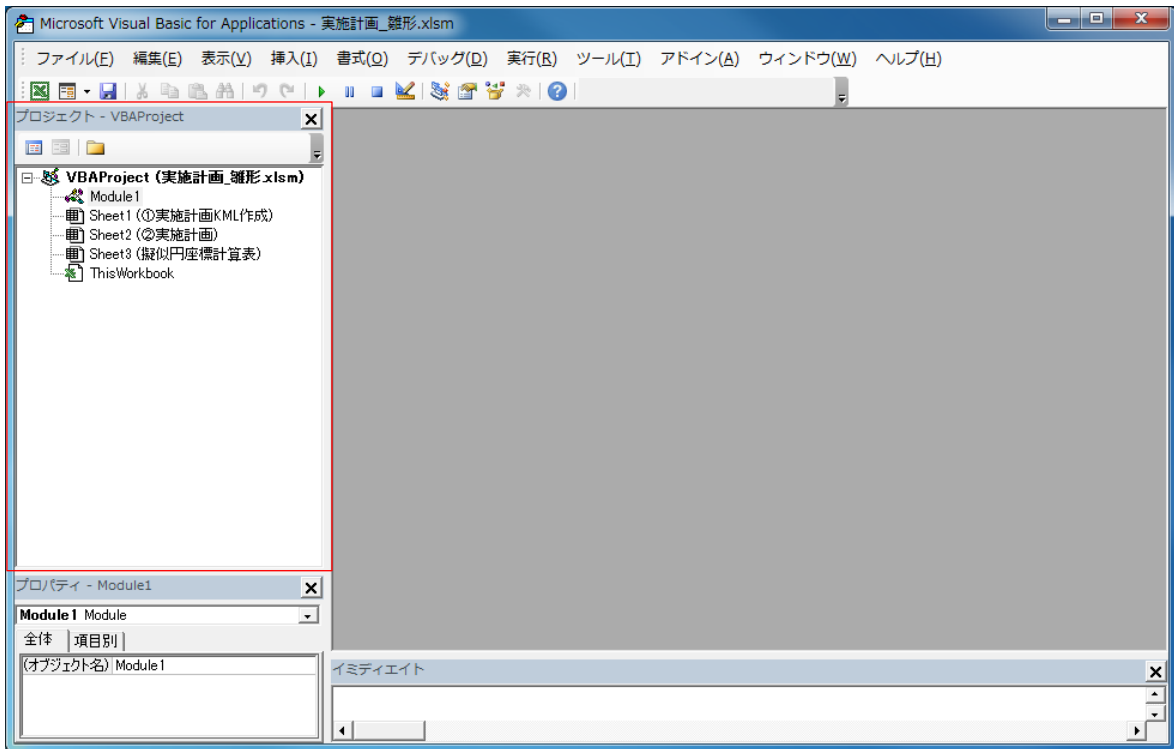 Microsoft Visual Basic for Applications - 実施計画_雛形.xlsm
ファイル(F) 編集(E) 表示(V) 挿入(I) 書式(O) デバッグ(D) 実行(R) ツール(T) アドイン(A) ウィンドウ(W) ヘルプ(H)
プロジェクト - VBAProject
VBAProject (実施計画_雛形.xlsm)
Module1
Sheet1 (①実施計画KML作成)
Sheet2 (②実施計画)
Sheet3 (擬似円座標計算表)
ThisWorkbook
プロパティ - Module1
Module1 Module
全体 項目別
(オブジェクト名) Module1
イミディエイト